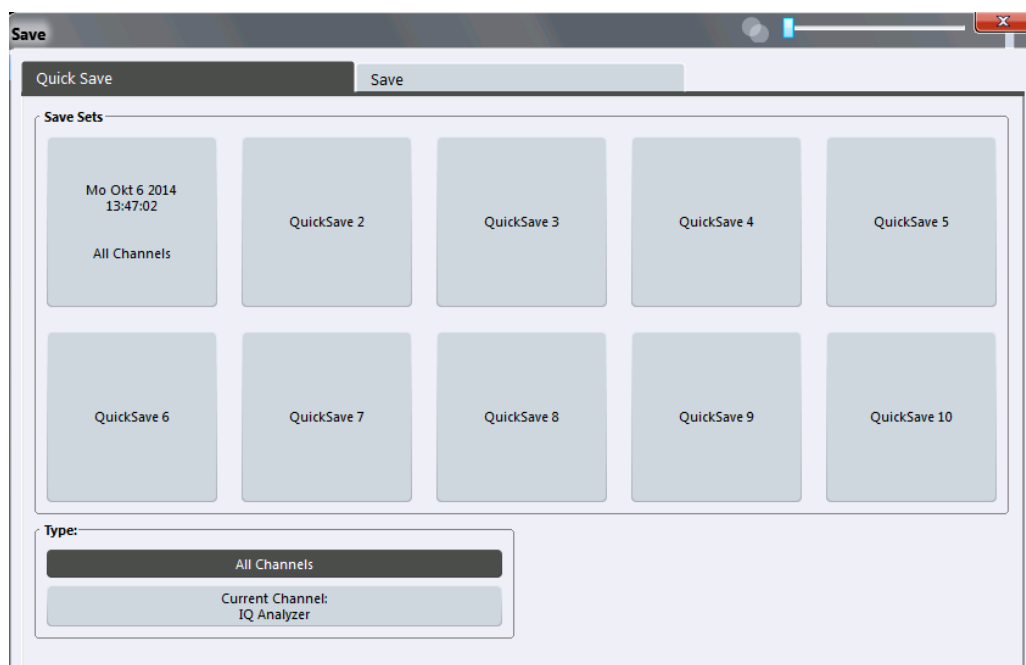 Save
x
Quick Save
Save
Save Sets
Mo Okt 6 2014
13:47:02
All Channels
QuickSave 2
QuickSave 3
QuickSave 4
QuickSave 5
QuickSave 6
QuickSave 7
QuickSave 8
QuickSave 9
QuickSave 10
Type:
All Channels
Current Channel:
IQ Analyzer